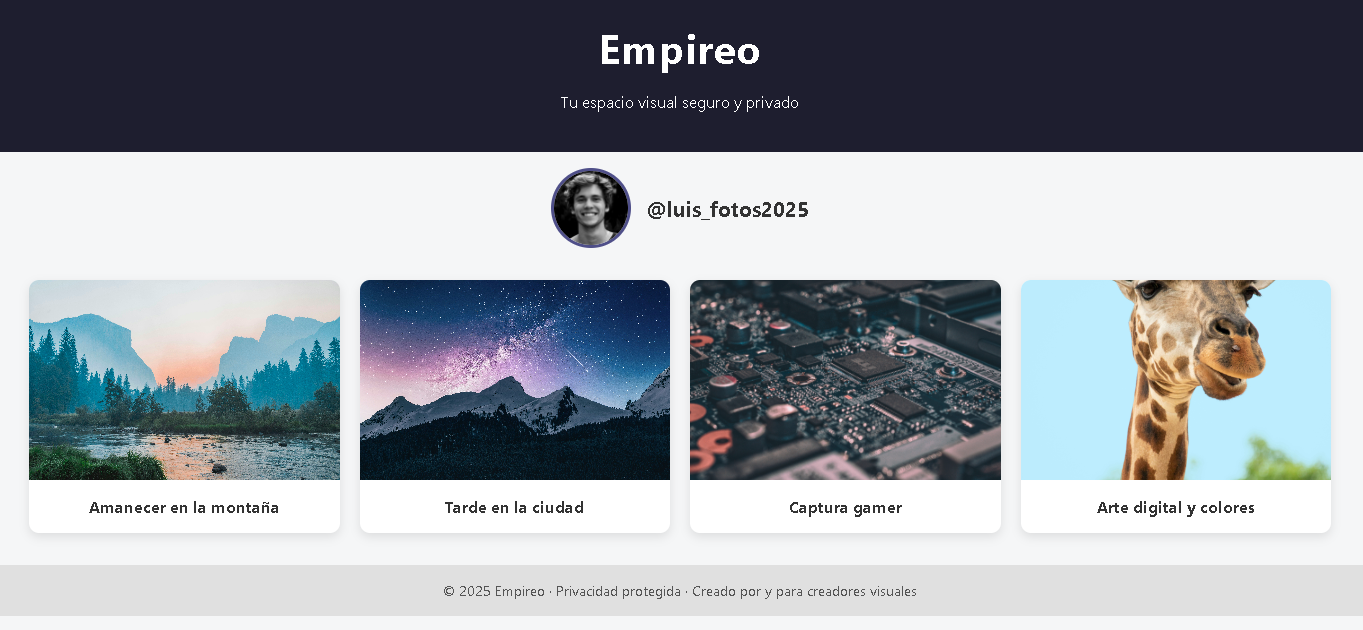 Empireo
Tu espacio visual seguro y privado
@luis_fotos2025
Amanecer en la montaña
Tarde en la ciudad
Captura gamer
Arte digital y colores
© 2025 Empireo · Privacidad protegida · Creado por y para creadores visuales